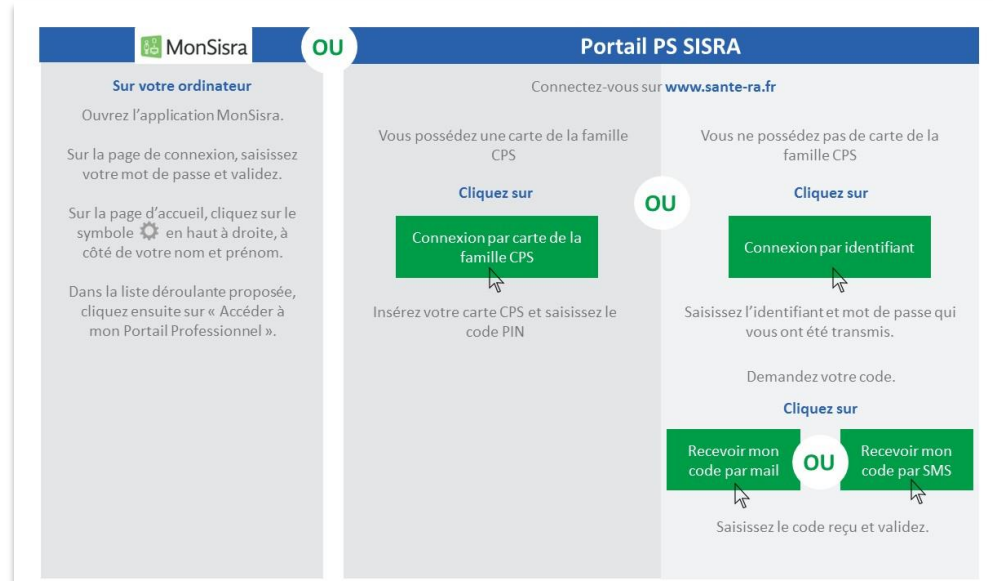 MonSisra
OU
Portail PS SISRA
Sur votre ordinateur
Ouvrez l'application MonSisra.
Sur la page de connexion, saisissez
votre mot de passe et validez.
Sur la page d'accueil, cliquez sur le
symbole en haut à droite, à
côté de votre nom et prénom.
Dans la liste déroulante proposée,
cliquez ensuite sur « Accéder à
mon Portail Professionnel ».
Connectez-vous sur www.sante-ra.fr
Vous possédez une carte de la famille
CPS
Cliquez sur
Connexion par carte de la
famille CPS
Insérez votre carte CPS et saisissez le
code PIN
OU
Vous ne possédez pas de carte de la
famille CPS
Cliquez sur
Connexion par identifiant
Saisissez l'identifiant et mot de passe qui
vous ont été transmis.
Demandez votre code.
Cliquez sur
Recevoir mon
code par mail
OU
Recevoir mon
code par SMS
Saisissez le code reçu et validez.